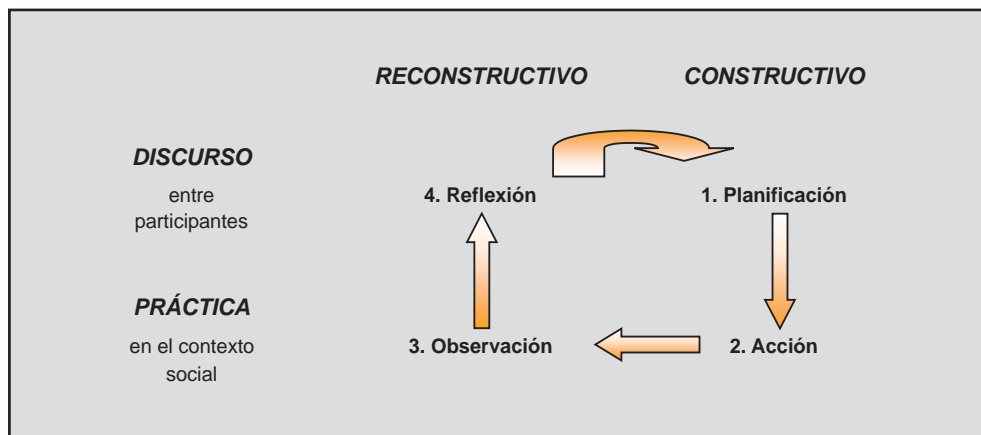 RECONSTRUCTIVO CONSTRUCTIVO
DISCURSO
entre
participantes
4. Reflexión 1. Planificación
PRÁCTICA
en el contexto
social
3. Observación 2. Acción